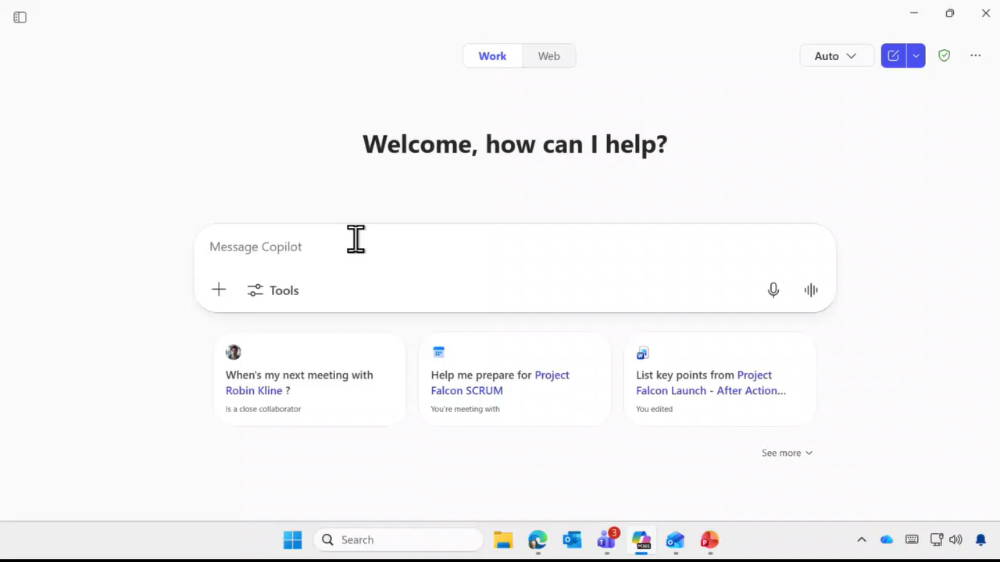 Work Web
Auto
Welcome, how can I help?
Message Copilot
Tools
When's my next meeting with
Robin Kline ?
Is a close collaborator
Help me prepare for Project
Falcon SCRUM
You're meeting with
List key points from Project
Falcon Launch - After Action...
You edited
See more
Search
3
M365